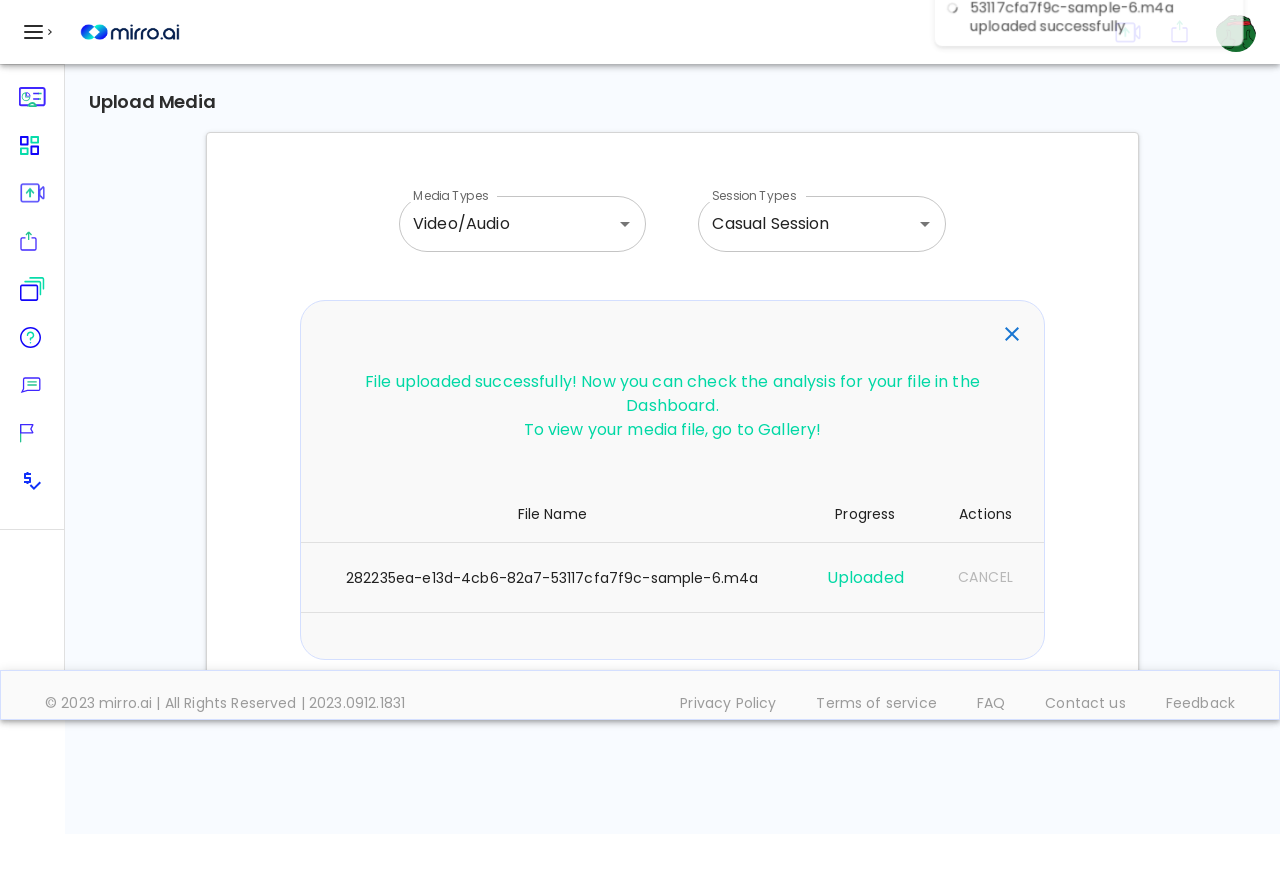 mirro.ai
53117cfa7f9c-sample-6.m4a
uploaded successfully
Upload Media
Media Types
Video/Audio
Session Types
Casual Session
File uploaded successfully! Now you can check the analysis for your file in the
Dashboard.
To view your media file, go to Gallery!
File Name Progress Actions
282235ea-e13d-4cb6-82a7-53117cfa7f9c-sample-6.m4a Uploaded CANCEL
© 2023 mirro.ai | All Rights Reserved | 2023.0912.1831 Privacy Policy Terms of service FAQ Contact us Feedback